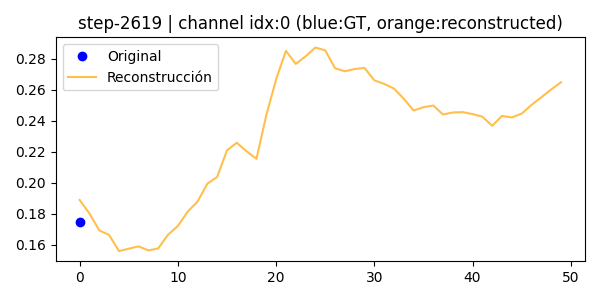 step-2619 | channel idx:0 (blue:GT, orange:reconstructed)
Original
Reconstrucción
0.28
0.26
0.24
0.22
0.20
0.18
0.16
0 10 20 30 40 50